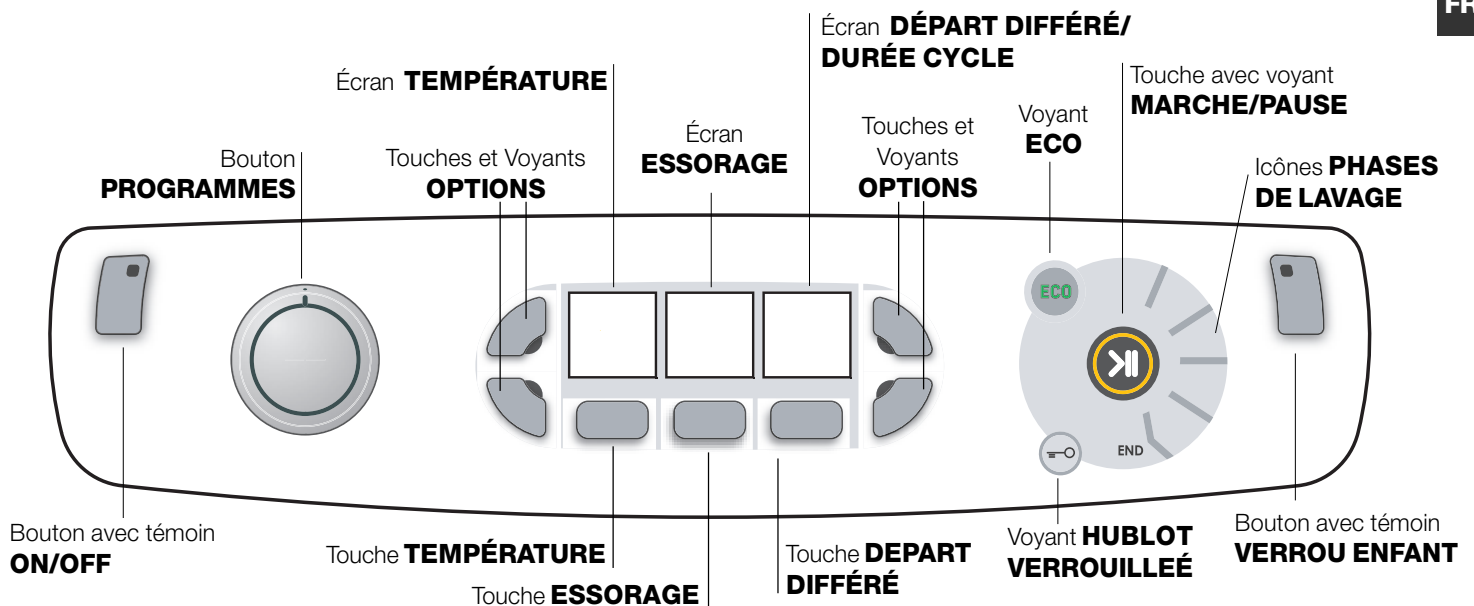 FR
Écran DÉPART DIFFÉRÉ/
DURÉE CYCLE
Écran TEMPÉRATURE
Touche avec voyant
MARCHE/PAUSE
Écran
ESSORAGE
Touches et
Voyants
OPTIONS
Voyant
ECO
Bouton
PROGRAMMES
Touches et Voyants
OPTIONS
Icônes PHASES
DE LAVAGE
ECO
END
Bouton avec témoin
ON/OFF
Touche TEMPÉRATURE
Touche ESSORAGE
Touche DEPART
DIFFÉRÉ
Voyant HUBLOT
VERROUILLEÉ
Bouton avec témoin
VERROU ENFANT